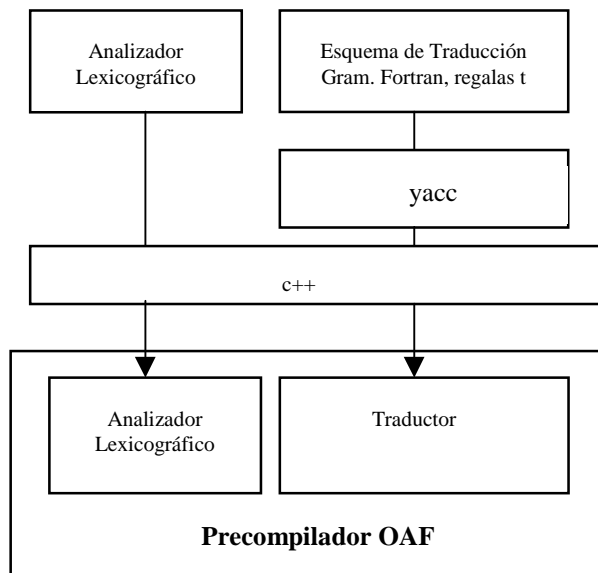 Analizador
Lexicográfico
Esquema de Traducción
Gram. Fortran, regalas t
yacc
c++
Analizador
Lexicográfico
Traductor
Precompilador OAF